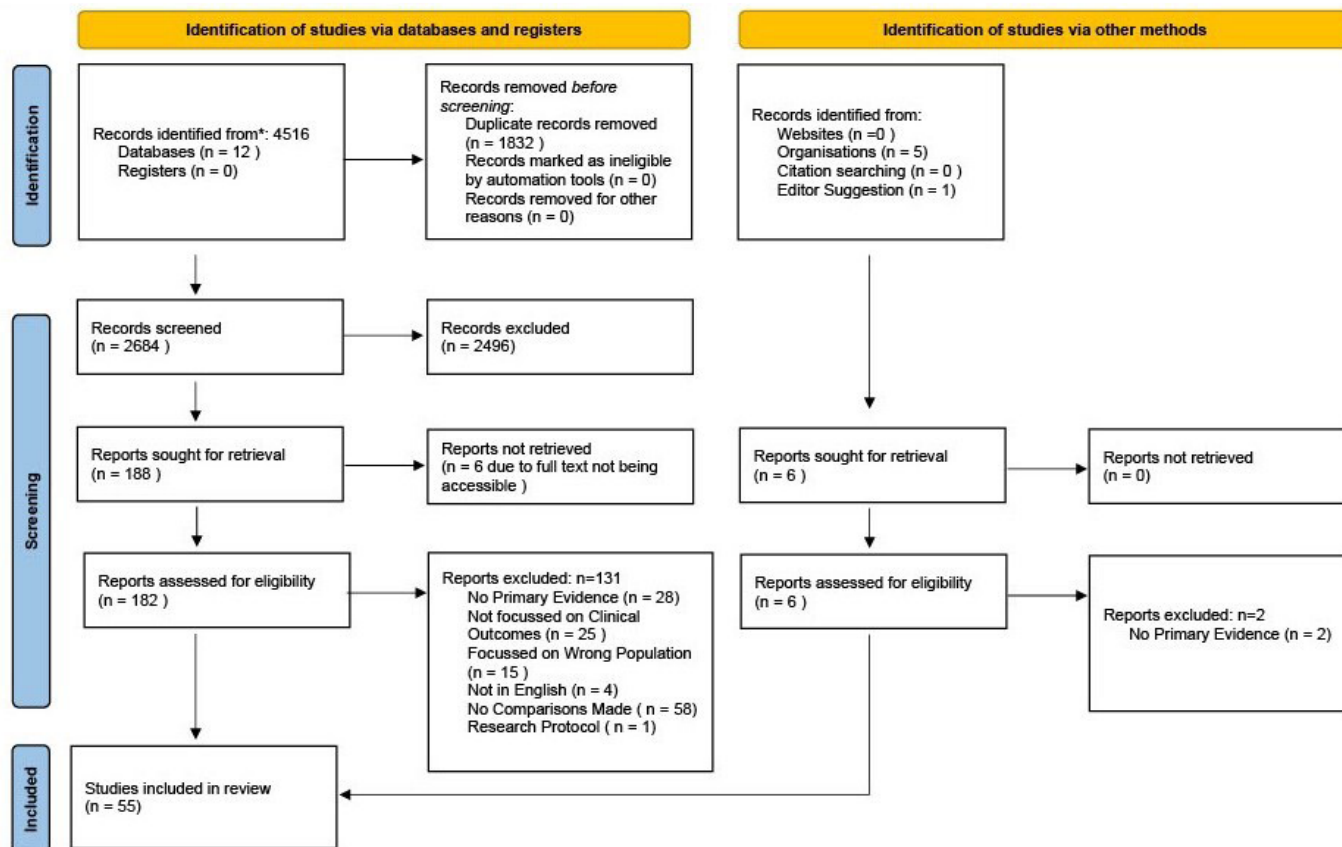 Identification of studies via databases and registers
Identification of studies via other methods
Identification
Records identified from*: 4516
Databases (n = 12 )
Registers (n = 0)
Records removed before
screening:
Duplicate records removed
(n = 1832 )
Records marked as ineligible
by automation tools (n = 0)
Records removed for other
reasons (n = 0)
Records identified from:
Websites (n =0 )
Organisations (n = 5)
Citation searching (n = 0 )
Editor Suggestion (n = 1)
Screening
Records screened
(n = 2684 )
Records excluded
(n = 2496)
Reports sought for retrieval
(n = 188 )
Reports not retrieved
(n = 6 due to full text not being
accessible )
Reports sought for retrieval
(n = 6 )
Reports not retrieved
(n = 0)
Reports assessed for eligibility
(n = 182 )
Reports excluded: n=131
No Primary Evidence (n = 28)
Not focussed on Clinical
Outcomes (n = 25 )
Focussed on Wrong Population
(n = 15 )
Not in English (n = 4)
No Comparisons Made ( n = 58)
Research Protocol ( n = 1)
Reports assessed for eligibility
(n = 6 )
Reports excluded: n=2
No Primary Evidence (n = 2)
Included
Studies included in review
(n = 55)